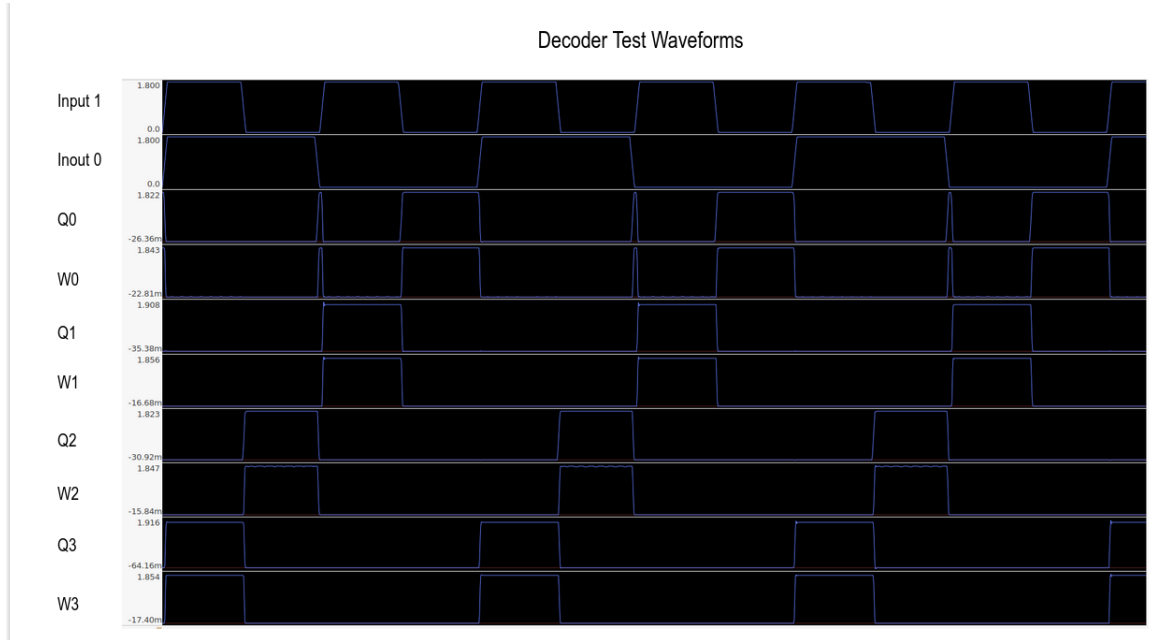 Decoder Test Waveforms
Input 1
1.800
0.0
Inout 0
1.800
0.0
Q0
1.822
-26.36m
W0
1.843
-22.81m
Q1
1.908
-35.38m
W1
1.856
-16.68m
Q2
1.823
-30.92m
W2
1.847
-15.84m
Q3
1.916
-64.16m
W3
1.854
-17.40m